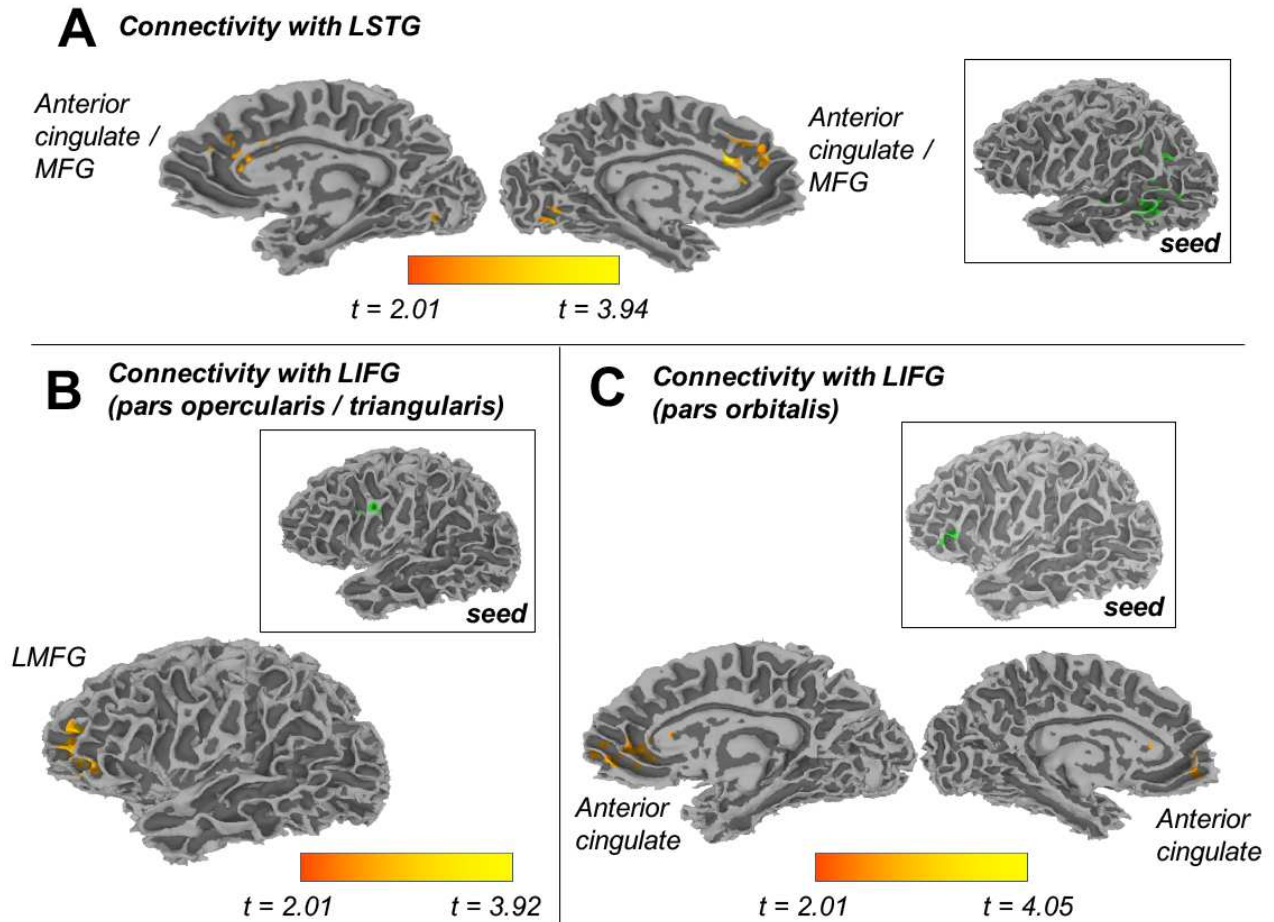 A Connectivity with LSTG
Anterior
cingulate /
MFG
Anterior
cingulate /
MFG
seed
t = 2.01
t = 3.94
B Connectivity with LIFG
(pars opercularis / triangularis)
seed
LMFG
t = 2.01
t = 3.92
C Connectivity with LIFG
(pars orbitalis)
seed
Anterior
cingulate
Anterior
cingulate
t = 2.01
t = 4.05